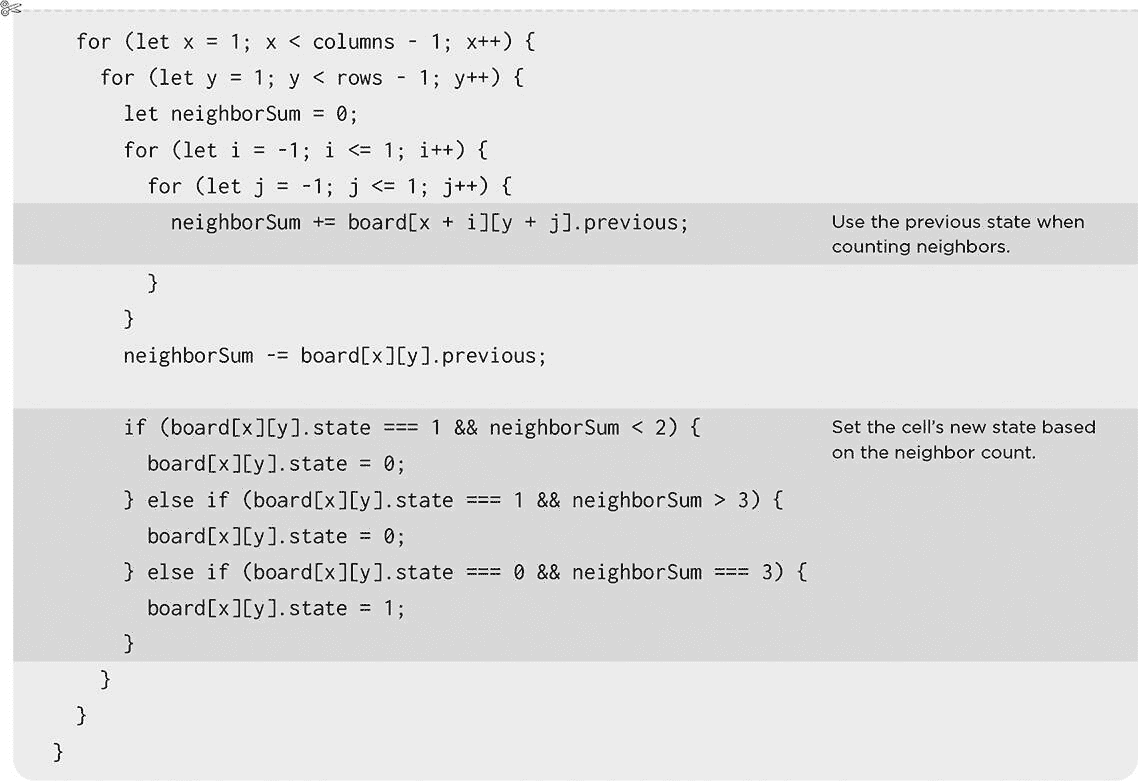 for (let x = 1; x < columns - 1; x++) {
for (let y = 1; y < rows - 1; y++) {
let neighborSum = 0;
for (let i = -1; i <= 1; i++) {
for (let j = -1; j <= 1; j++) {
neighborSum += board[x + i][y + j].previous;
Use the previous state when
counting neighbors.
}
}
neighborSum -= board[x][y].previous;
if (board[x][y].state === 1 && neighborSum < 2) {
Set the cell's new state based
on the neighbor count.
board[x][y].state = 0;
} else if (board[x][y].state === 1 && neighborSum > 3) {
board[x][y].state = 0;
} else if (board[x][y].state === 0 && neighborSum === 3) {
board[x][y].state = 1;
}
}
}
}